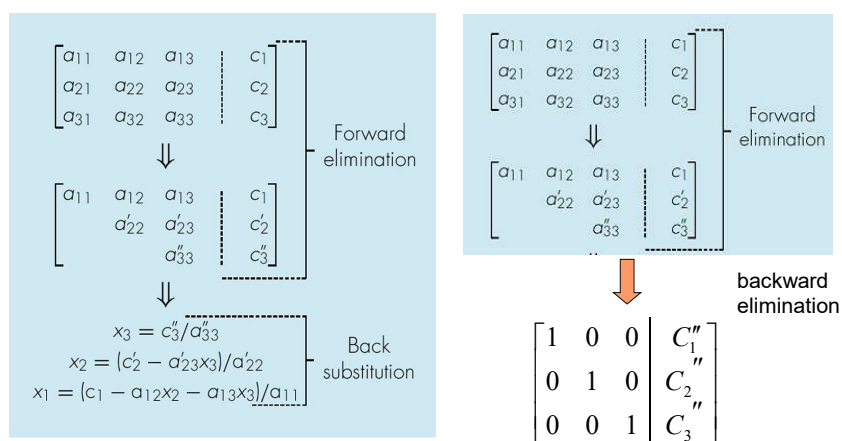 a11 a12 a13 c1
a21 a22 a23 c2
a31 a32 a33 c3
Forward
elimination
⇓
a11 a12 a13 c1
a′22 a′23 c′2
a″33 c″3
⇓
x3 = c″3/a″33
x2 = (c′2 − a′23x3)/a′22
x1 = (c1 − a12x2 − a13x3)/a11
Back
substitution
a11 a12 a13 c1
a21 a22 a23 c2
a31 a32 a33 c3
Forward
elimination
⇓
a11 a12 a13 c1
a′22 a′23 c′2
a″33 c″3
backward
elimination
1 0 0 C″1
0 1 0 C″2
0 0 1 C″3